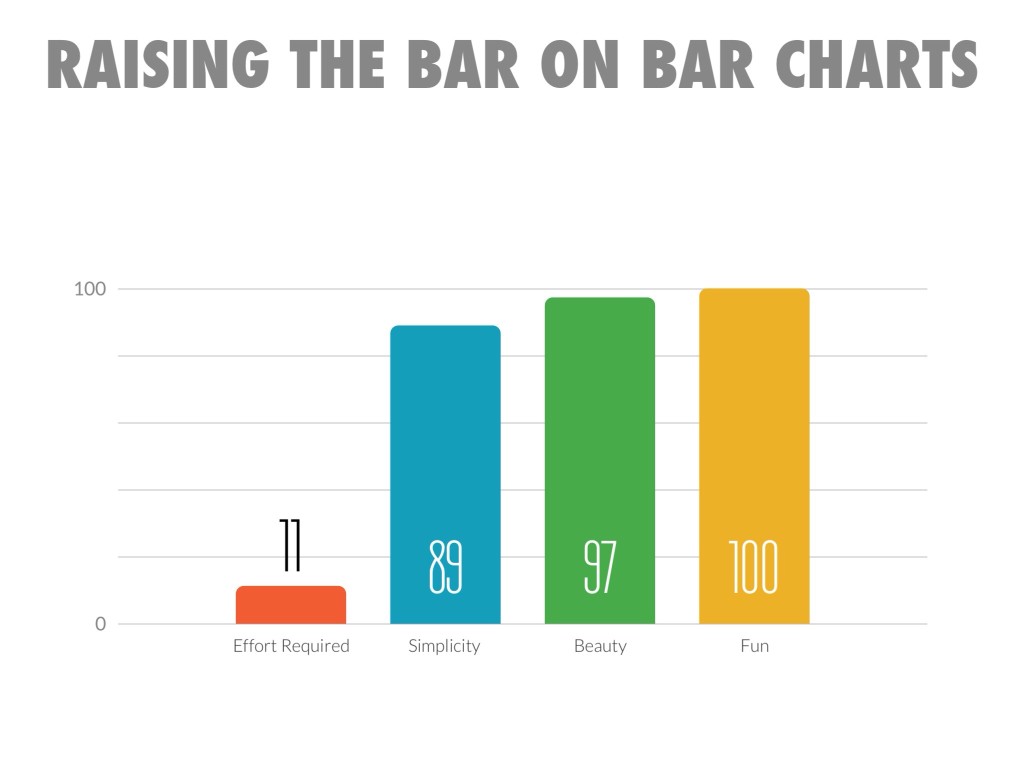 RAISING THE BAR ON BAR CHARTS
100
11
89
97
100
0
Effort Required
Simplicity
Beauty
Fun